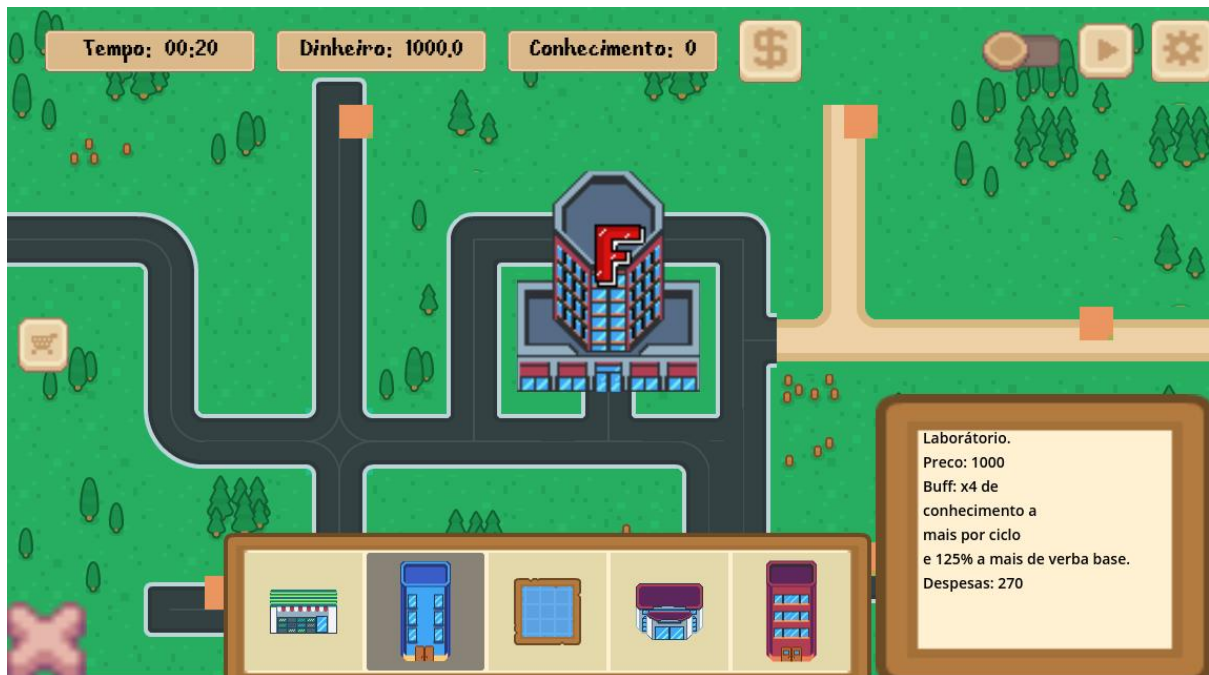 Tempo: 00:20
Dinheiro: 1000.0
Conhecimento: 0
$
F
Laborátorio.
Preco: 1000
Buff: x4 de
conhecimento a
mais por ciclo
e 125% a mais de verba base.
Despesas: 270